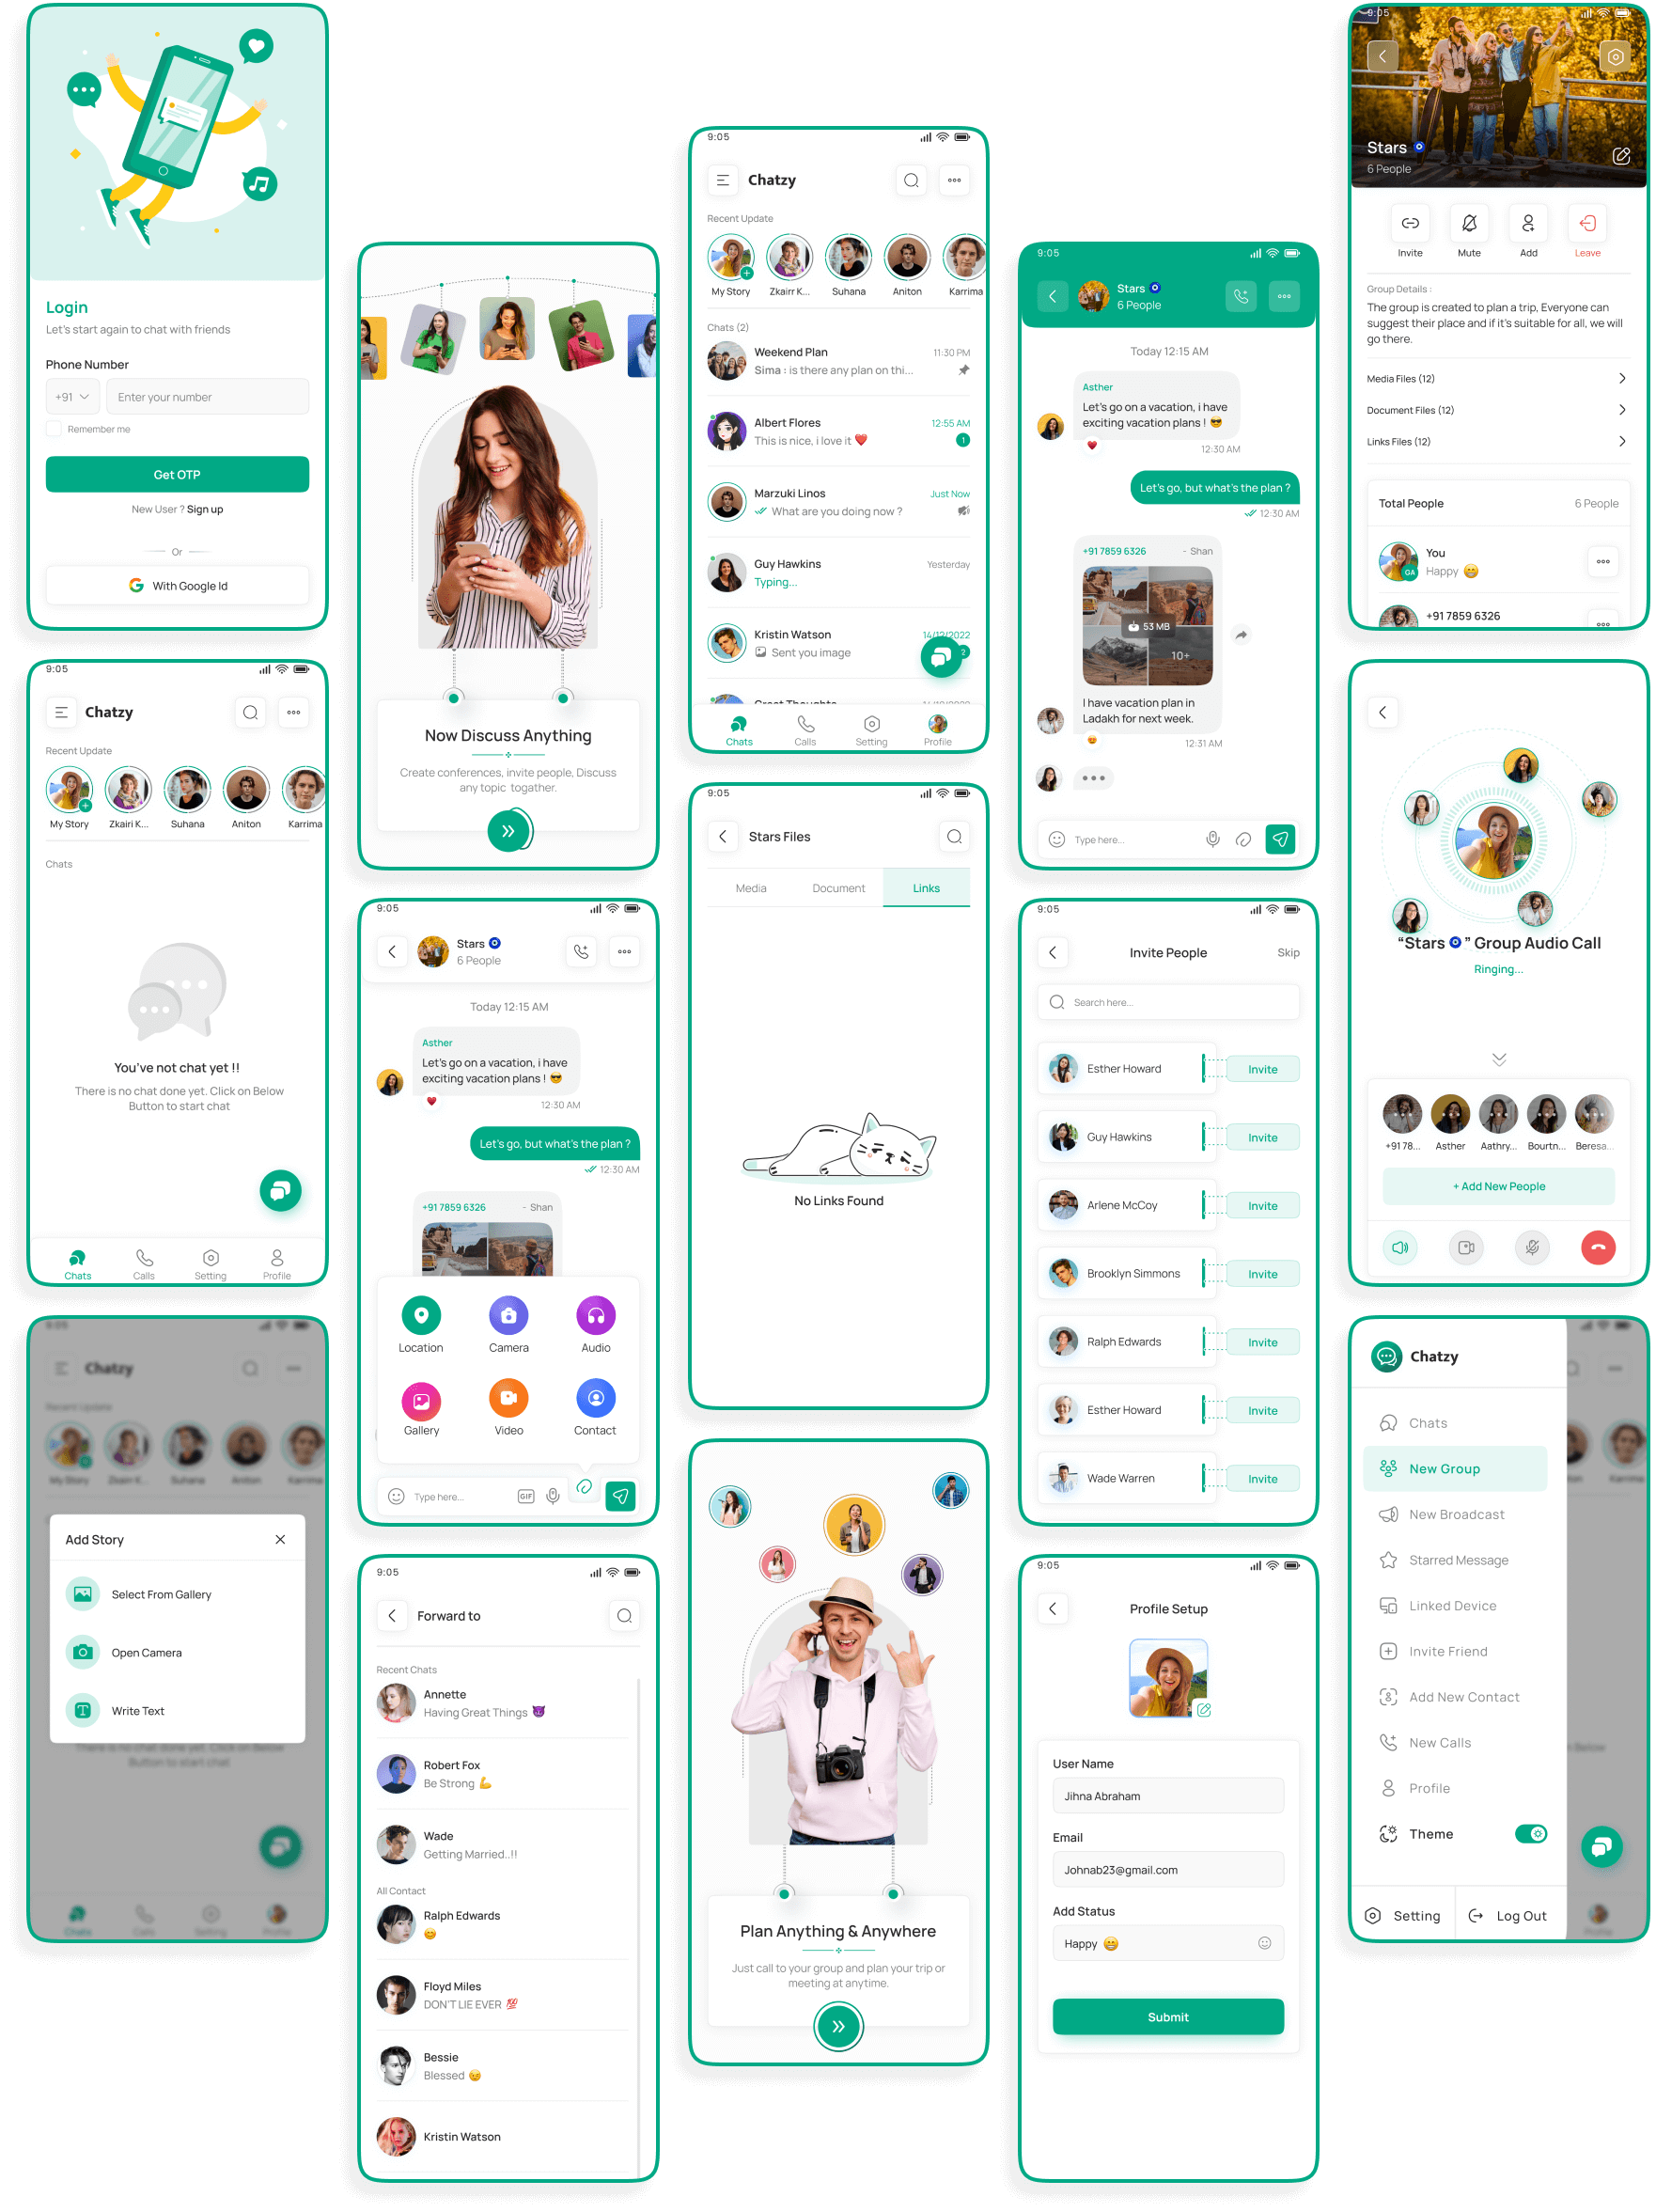 Login
Let's start again to chat with friends
Phone Number
+91
Enter your number
Remember me
Get OTP
New User ? Sign up
Or
With Google Id
9:05
Chatzy
Recent Update
My Story
Zkairi K...
Suhana
Aniton
Karrima
Chats
You've not chat yet !!
There is no chat done yet. Click on Below
Button to start chat
Chats
Calls
Setting
Profile
9:05
Chatzy
Recent Update
My Story
Zkairr K...
Suhana
Aniton
Karrima
Add Story
Select From Gallery
Open Camera
Write Text
There is no chat done yet. Click on Below
Button to start chat
Chats
Calls
Setting
Profile
Now Discuss Anything
Create conferences, invite people, Discuss
any topic togather.
9:05
Stars
6 People
Today 12:15 AM
Asther
Let's go on a vacation, i have
exciting vacation plans ! 😎
12:30 AM
Let's go, but what's the plan ?
12:30 AM
+91 7859 6326
- Shan
Location
Camera
Audio
Gallery
Video
Contact
Type here...
GIF
9:05
Forward to
Recent Chats
Annette
Having Great Things 😈
Robert Fox
Be Strong 💪
Wade
Getting Married..!!
All Contact
Ralph Edwards
😊
Floyd Miles
DON'T LIE EVER 💯
Bessie
Blessed 😌
Kristin Watson
9:05
Chatzy
Recent Update
My Story
Zkairr K...
Suhana
Aniton
Karrima
Chats (2)
Weekend Plan
11:30 PM
Sima : is there any plan on thi...
Albert Flores
12:55 AM
This is nice, i love it ❤️
1
Marzuki Linos
Just Now
What are you doing now ?
Guy Hawkins
Yesterday
Typing...
Kristin Watson
14/12/2022
Sent you image
2
Great Thoughts
Chats
Calls
Setting
Profile
9:05
Stars Files
Media
Document
Links
No Links Found
Plan Anything & Anywhere
Just call to your group and plan your trip or
meeting at anytime.
9:05
Stars
6 People
Today 12:15 AM
Asther
Let's go on a vacation, i have
exciting vacation plans ! 😎
12:30 AM
Let's go, but what's the plan ?
12:30 AM
+91 7859 6326
- Shan
53 MB
10+
I have vacation plan in
Ladakh for next week.
12:31 AM
Type here...
9:05
Invite People
Skip
Search here...
Esther Howard
Invite
Guy Hawkins
Invite
Arlene McCoy
Invite
Brooklyn Simmons
Invite
Ralph Edwards
Invite
Esther Howard
Invite
Wade Warren
Invite
9:05
Profile Setup
User Name
Jihna Abraham
Email
Johnab23@gmail.com
Add Status
Happy 😁
Submit
9:05
Stars
6 People
Invite
Mute
Add
Leave
Group Details :
The group is created to plan a trip, Everyone can
suggest their place and if it's suitable for all, we will
go there.
Media Files (12)
Document Files (12)
Links Files (12)
Total People
6 People
You
GA
Happy 😁
+91 7859 6326
"Stars 🧿 " Group Audio Call
Ringing...
+91 78...
Asther
Aathry...
Bourtn...
Beresa...
+ Add New People
Chatzy
Chats
New Group
New Broadcast
Starred Message
Linked Device
Invite Friend
Add New Contact
New Calls
Profile
Theme
Setting
Log Out